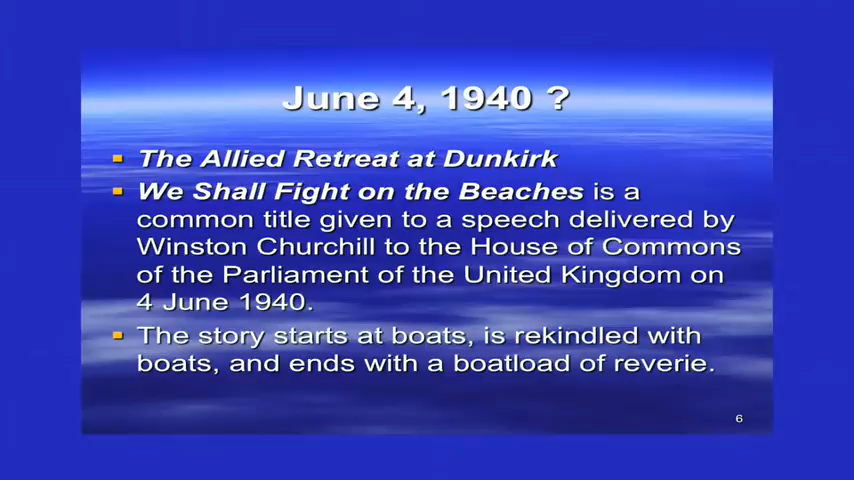 June 4, 1940 ?
The Allied Retreat at Dunkirk
We Shall Fight on the Beaches is a
common title given to a speech delivered by
Winston Churchill to the House of Commons
of the Parliament of the United Kingdom on
4 June 1940.
The story starts at boats, is rekindled with
boats, and ends with a boatload of reverie.
6